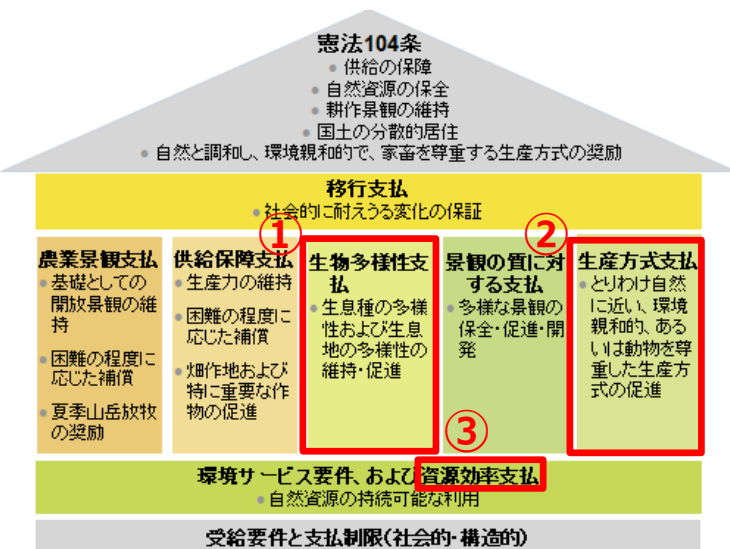 憲法104条
● 供給の保障
● 自然資源の保全
● 耕作景観の維持
● 国土の分散的居住
● 自然と調和し、環境親和的で、家畜を尊重する生産方式の奨励
移行支払
● 社会的に耐えうる変化の保証
①
②
農業景観支払
● 基礎としての
開放景観の維
持
● 困難の程度に
応じた補償
● 夏季山岳放牧
の奨励
供給保障支払
● 生産力の維持
● 困難の程度に
応じた補償
● 畑作地および
特に重要な作
物の促進
生物多様性支
払
● 生息種の多様
性および生息
地の多様性の
維持・促進
景観の質に対
する支払
● 多様な景観の
保全・促進・開
発
生産方式支払
● とりわけ自然
に近い、環境
親和的、ある
いは動物を尊
重した生産方
式の促進
③
環境サービス要件、および資源効率支払
● 自然資源の持続可能な利用
受給要件と支払制限(社会的・構造的)